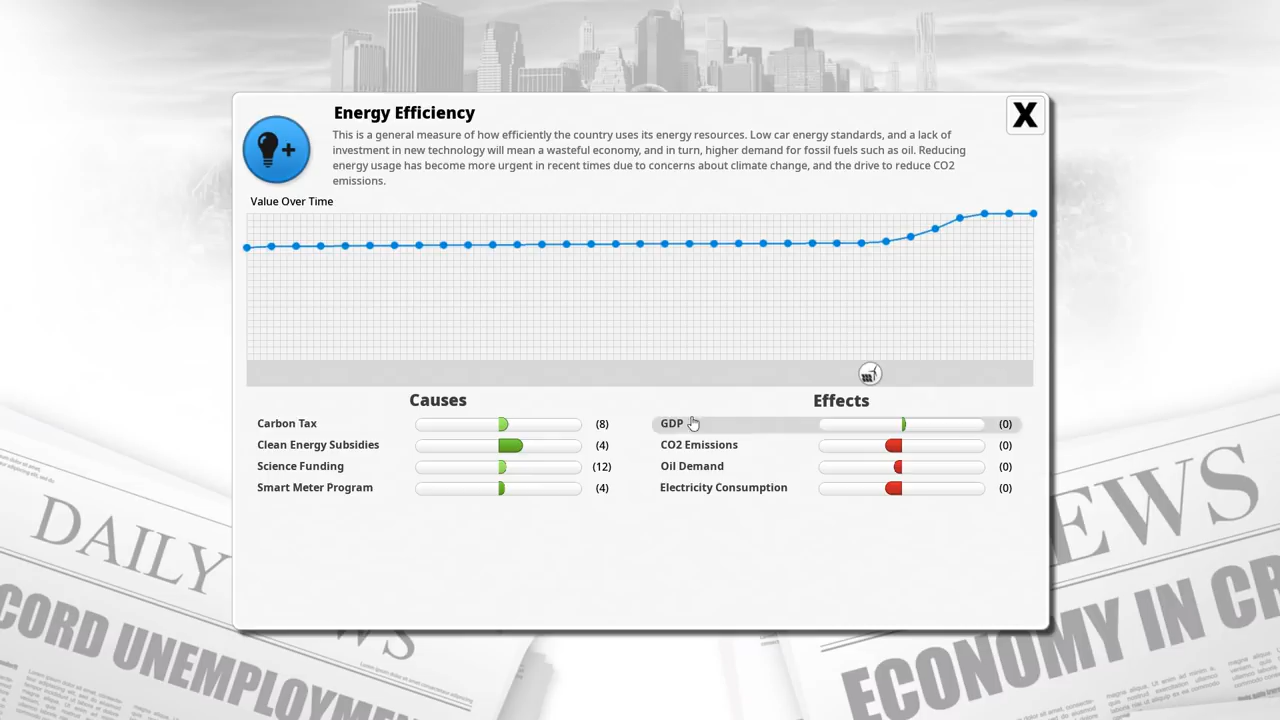 Energy Efficiency
X
This is a general measure of how efficiently the country uses its energy resources. Low car energy standards, and a lack of
investment in new technology will mean a wasteful economy, and in turn, higher demand for fossil fuels such as oil. Reducing
energy usage has become more urgent in recent times due to concerns about climate change, and the drive to reduce CO2
emissions.
Value Over Time
Causes
Effects
Carbon Tax (8)
GDP (0)
Clean Energy Subsidies (4)
CO2 Emissions (0)
Science Funding (12)
Oil Demand (0)
Smart Meter Program (4)
Electricity Consumption (0)
DAILY
WS
CORD UNEMPLOYME
EWS
ECONOMY IN CR